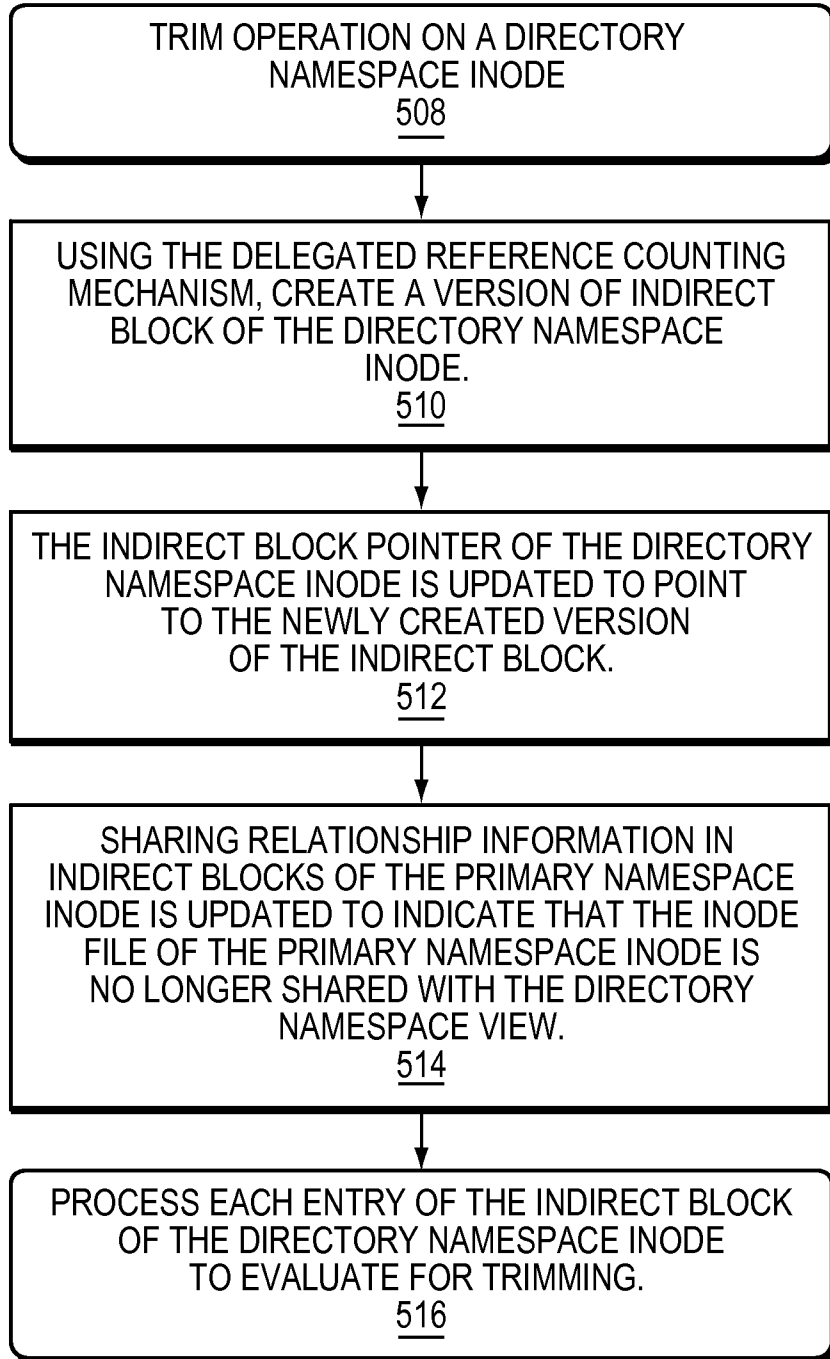 TRIM OPERATION ON A DIRECTORY
NAMESPACE INODE
508
USING THE DELEGATED REFERENCE COUNTING
MECHANISM, CREATE A VERSION OF INDIRECT
BLOCK OF THE DIRECTORY NAMESPACE
INODE.
510
THE INDIRECT BLOCK POINTER OF THE DIRECTORY
NAMESPACE INODE IS UPDATED TO POINT
TO THE NEWLY CREATED VERSION
OF THE INDIRECT BLOCK.
512
SHARING RELATIONSHIP INFORMATION IN
INDIRECT BLOCKS OF THE PRIMARY NAMESPACE
INODE IS UPDATED TO INDICATE THAT THE INODE
FILE OF THE PRIMARY NAMESPACE INODE IS
NO LONGER SHARED WITH THE DIRECTORY
NAMESPACE VIEW.
514
PROCESS EACH ENTRY OF THE INDIRECT BLOCK
OF THE DIRECTORY NAMESPACE INODE
TO EVALUATE FOR TRIMMING.
516